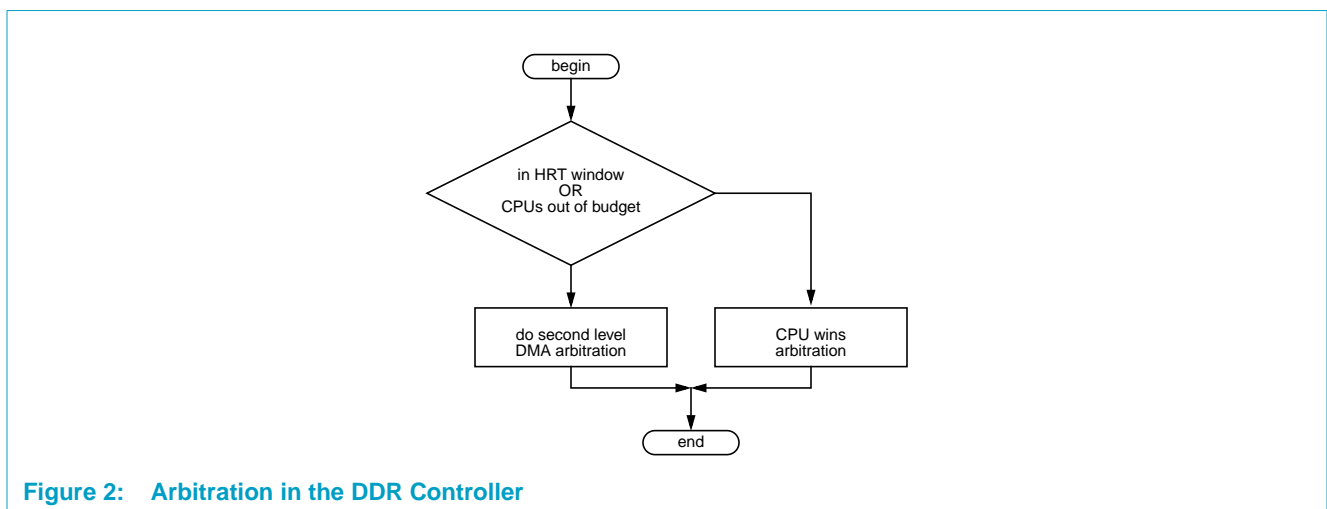 begin
in HRT window
OR
CPUs out of budget
do second level
DMA arbitration
CPU wins
arbitration
end
Figure 2: Arbitration in the DDR Controller